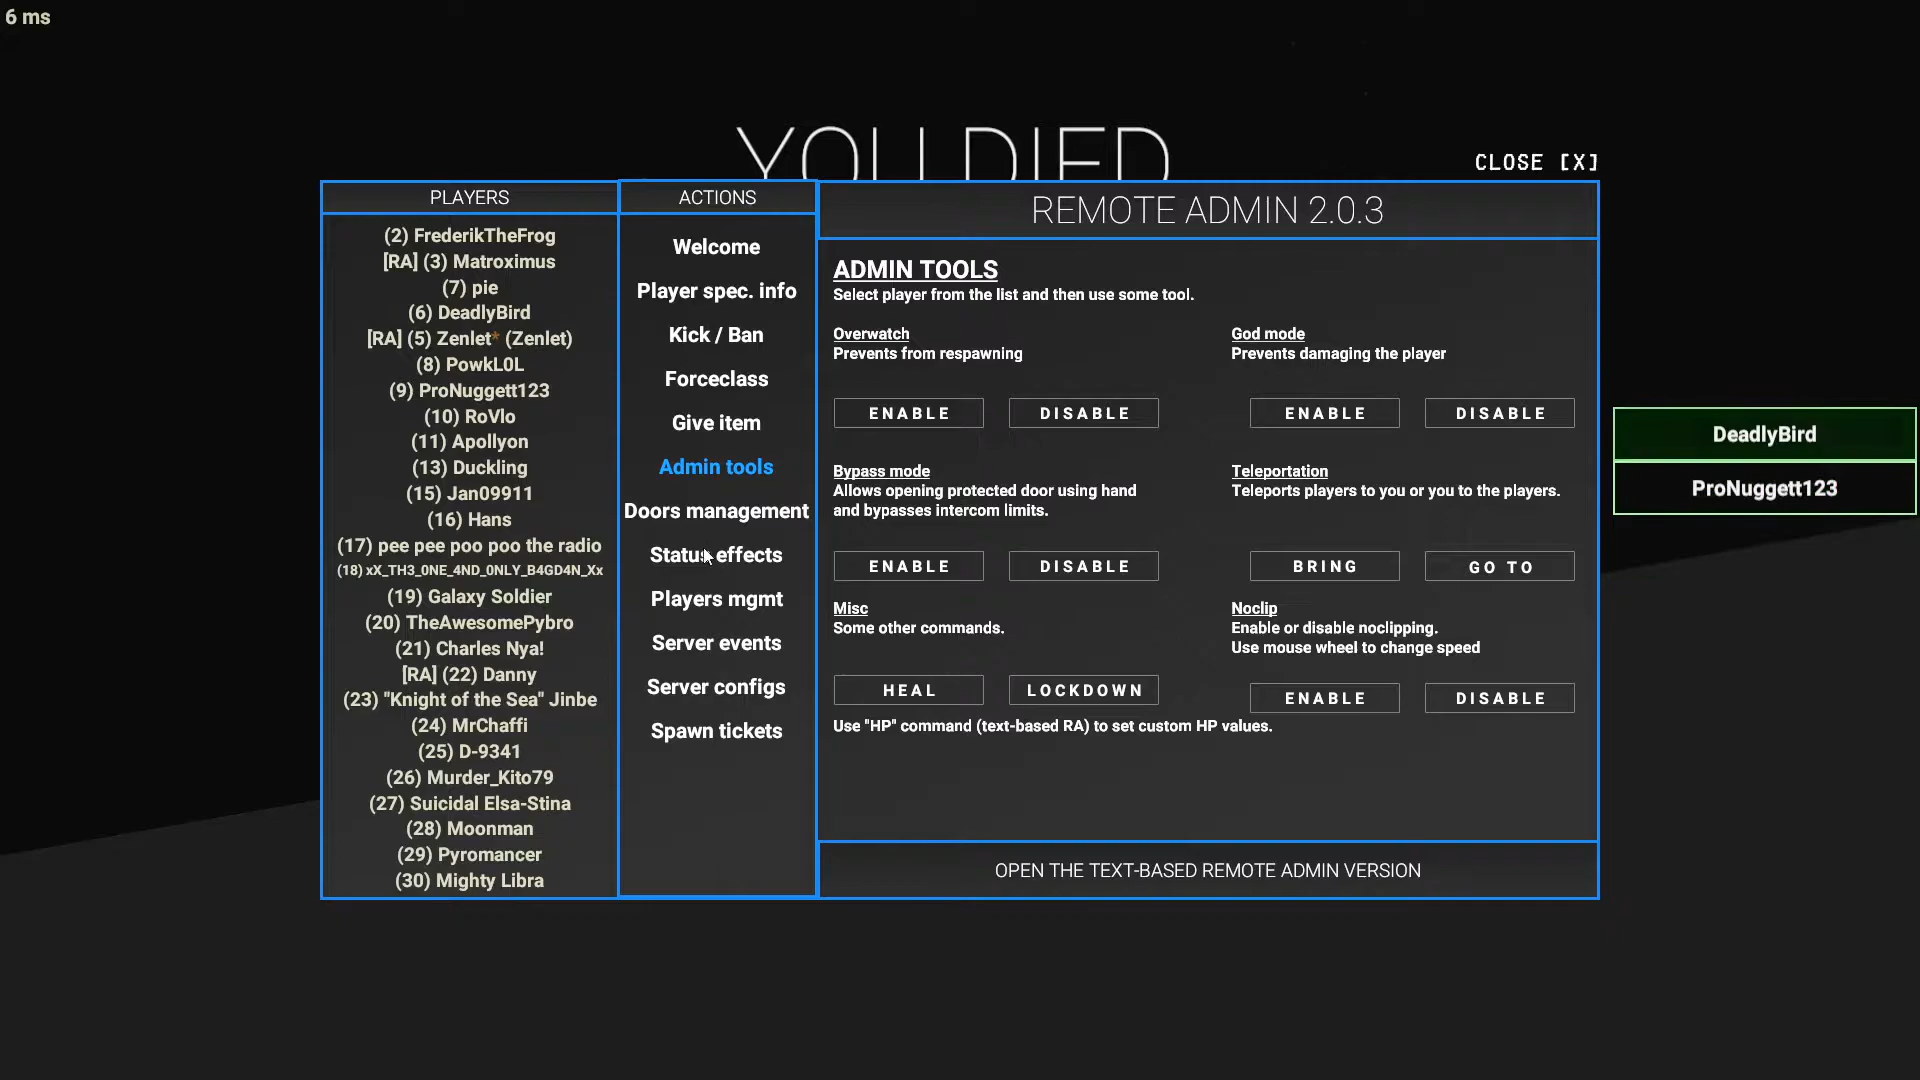 6 ms
YOU DIED
CLOSE [X]
PLAYERS
ACTIONS
REMOTE ADMIN 2.0.3
(2) FrederikTheFrog
[RA] (3) Matroximus
(7) pie
(6) DeadlyBird
[RA] (5) Zenlet* (Zenlet)
(8) PowkL0L
(9) ProNuggett123
(10) RoVlo
(11) Apollyon
(13) Duckling
(15) Jan09911
(16) Hans
(17) pee pee poo poo the radio
(18) xX_TH3_0NE_4ND_0NLY_B4GD4N_Xx
(19) Galaxy Soldier
(20) TheAwesomePybro
(21) Charles Nya!
[RA] (22) Danny
(23) "Knight of the Sea" Jinbe
(24) MrChaffi
(25) D-9341
(26) Murder_Kito79
(27) Suicidal Elsa-Stina
(28) Moonman
(29) Pyromancer
(30) Mighty Libra
Welcome
Player spec. info
Kick / Ban
Forceclass
Give item
Admin tools
Doors management
Status effects
Players mgmt
Server events
Server configs
Spawn tickets
ADMIN TOOLS
Select player from the list and then use some tool.
Overwatch
Prevents from respawning
ENABLE DISABLE
God mode
Prevents damaging the player
ENABLE DISABLE
Bypass mode
Allows opening protected door using hand
and bypasses intercom limits.
ENABLE DISABLE
Teleportation
Teleports players to you or you to the players.
BRING GO TO
Misc
Some other commands.
HEAL LOCKDOWN
Use "HP" command (text-based RA) to set custom HP values.
Noclip
Enable or disable noclipping.
Use mouse wheel to change speed
ENABLE DISABLE
OPEN THE TEXT-BASED REMOTE ADMIN VERSION
DeadlyBird
ProNuggett123